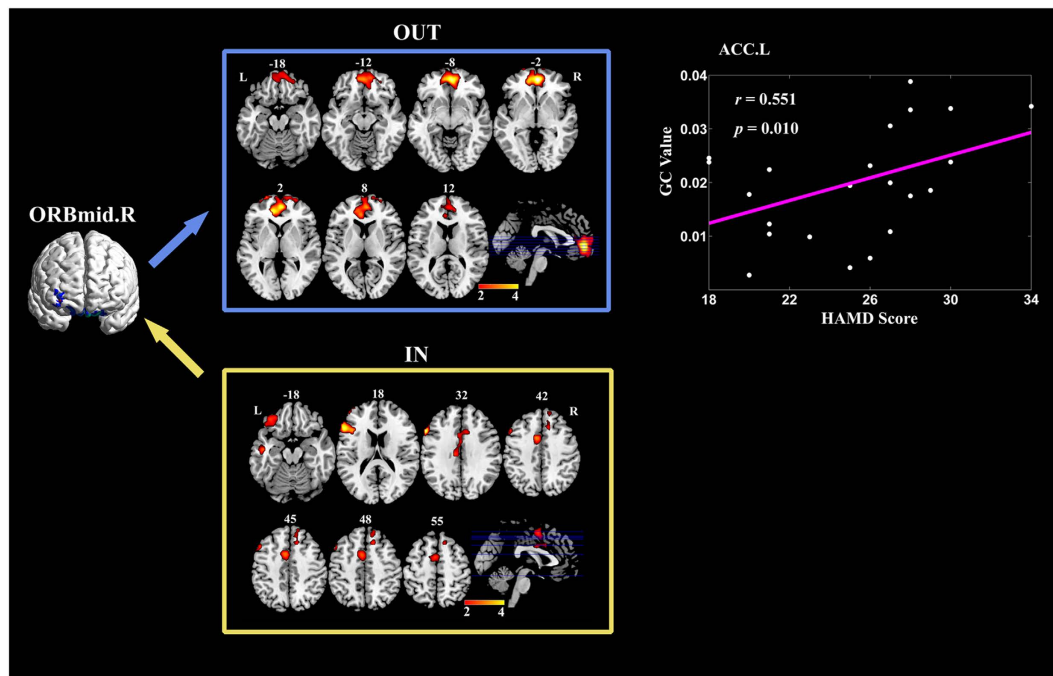 OUT
-18 -12 -8 -2
L R
2 8 12
2 4
ORBmid.R
IN
-18 18 32 42
L R
45 48 55
2 4
ACC.L
0.04
r = 0.551
p = 0.010
0.03
GC Value
0.02
0.01
18 22 26 30 34
HAMD Score